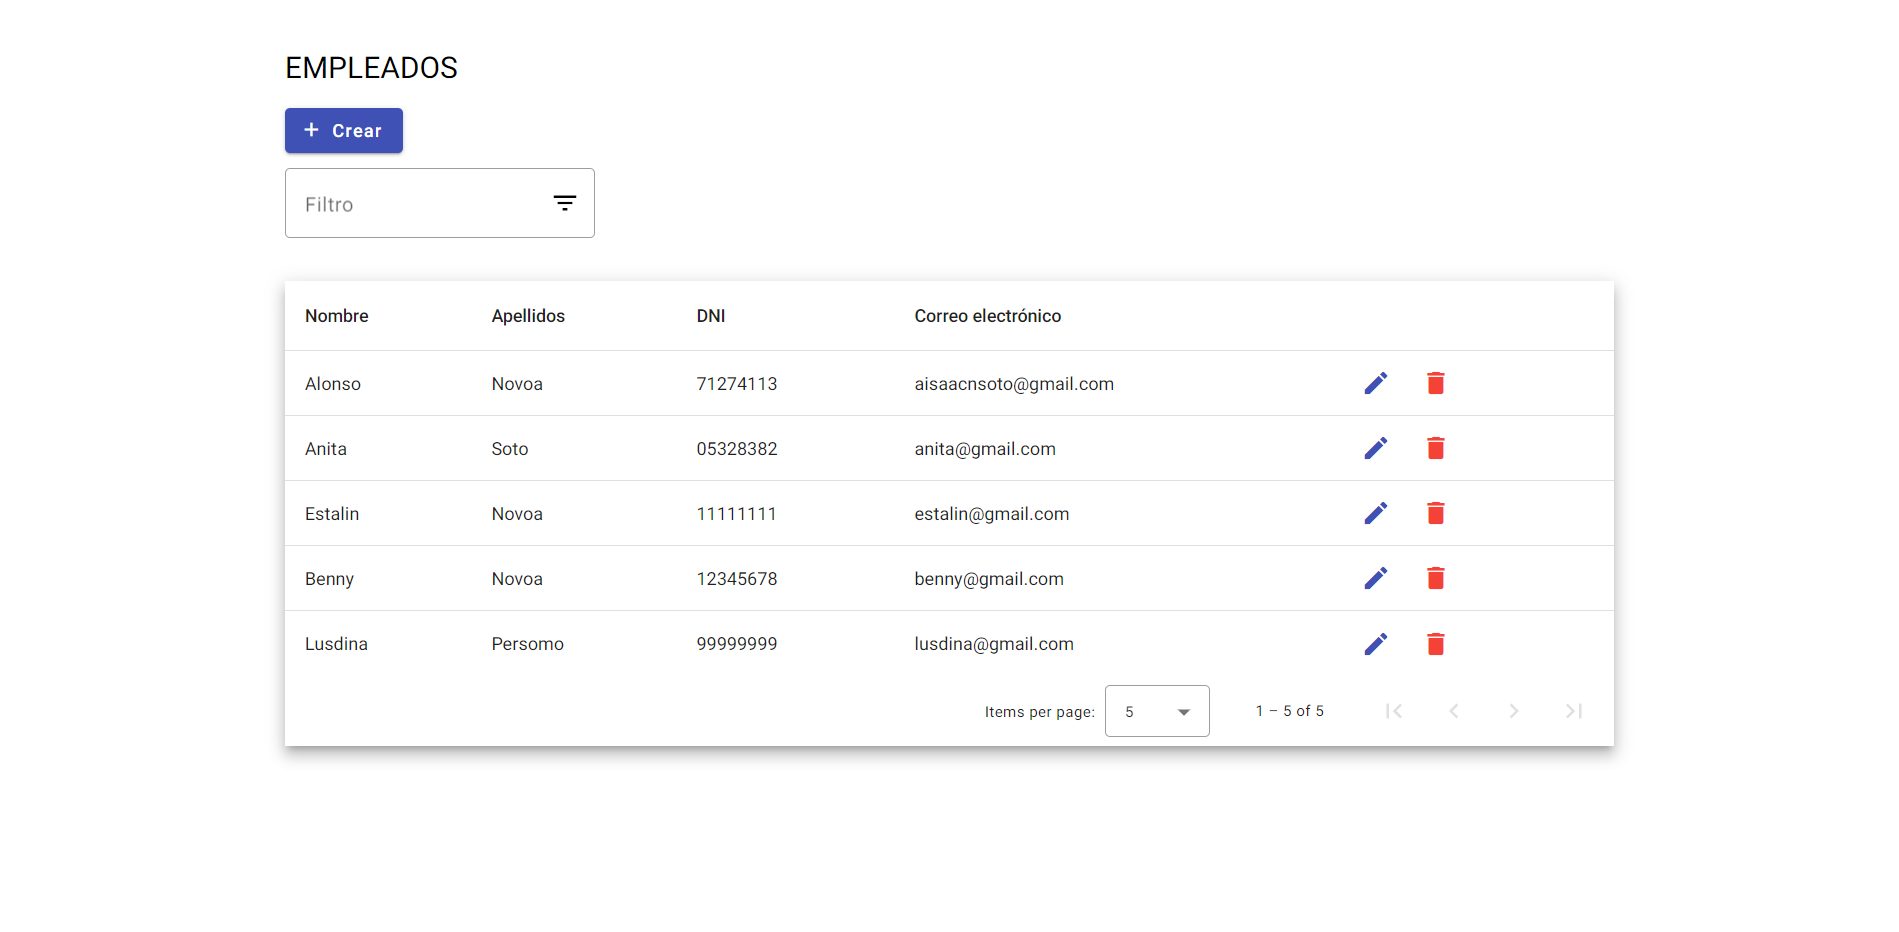 EMPLEADOS
+ Crear
Filtro
Nombre Apellidos DNI Correo electrónico
Alonso Novoa 71274113 aisaacnsoto@gmail.com
Anita Soto 05328382 anita@gmail.com
Estalin Novoa 11111111 estalin@gmail.com
Benny Novoa 12345678 benny@gmail.com
Lusdina Persomo 99999999 lusdina@gmail.com
Items per page: 5 1 – 5 of 5